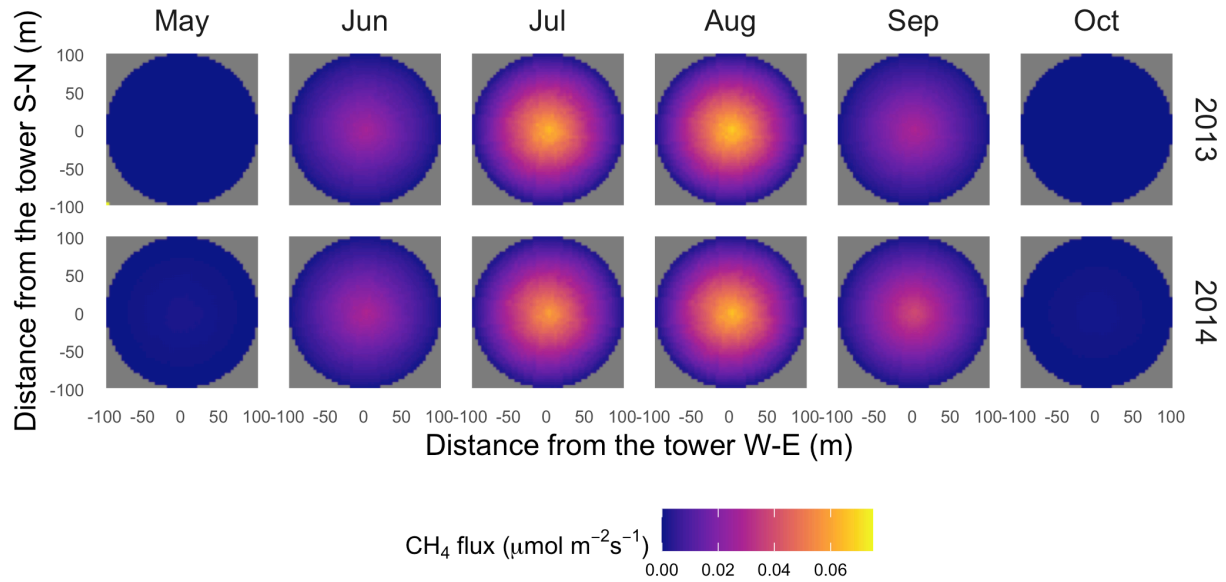 May Jun Jul Aug Sep Oct
Distance from the tower S-N (m)
100
50
0
-50
-100
2013
100
50
0
-50
-100
2014
-100 -50 0 50 100 -100 -50 0 50 100 -100 -50 0 50 100 -100 -50 0 50 100 -100 -50 0 50 100 -100 -50 0 50 100
Distance from the tower W-E (m)
CH₄ flux (μmol m⁻²s⁻¹)
0.00 0.02 0.04 0.06